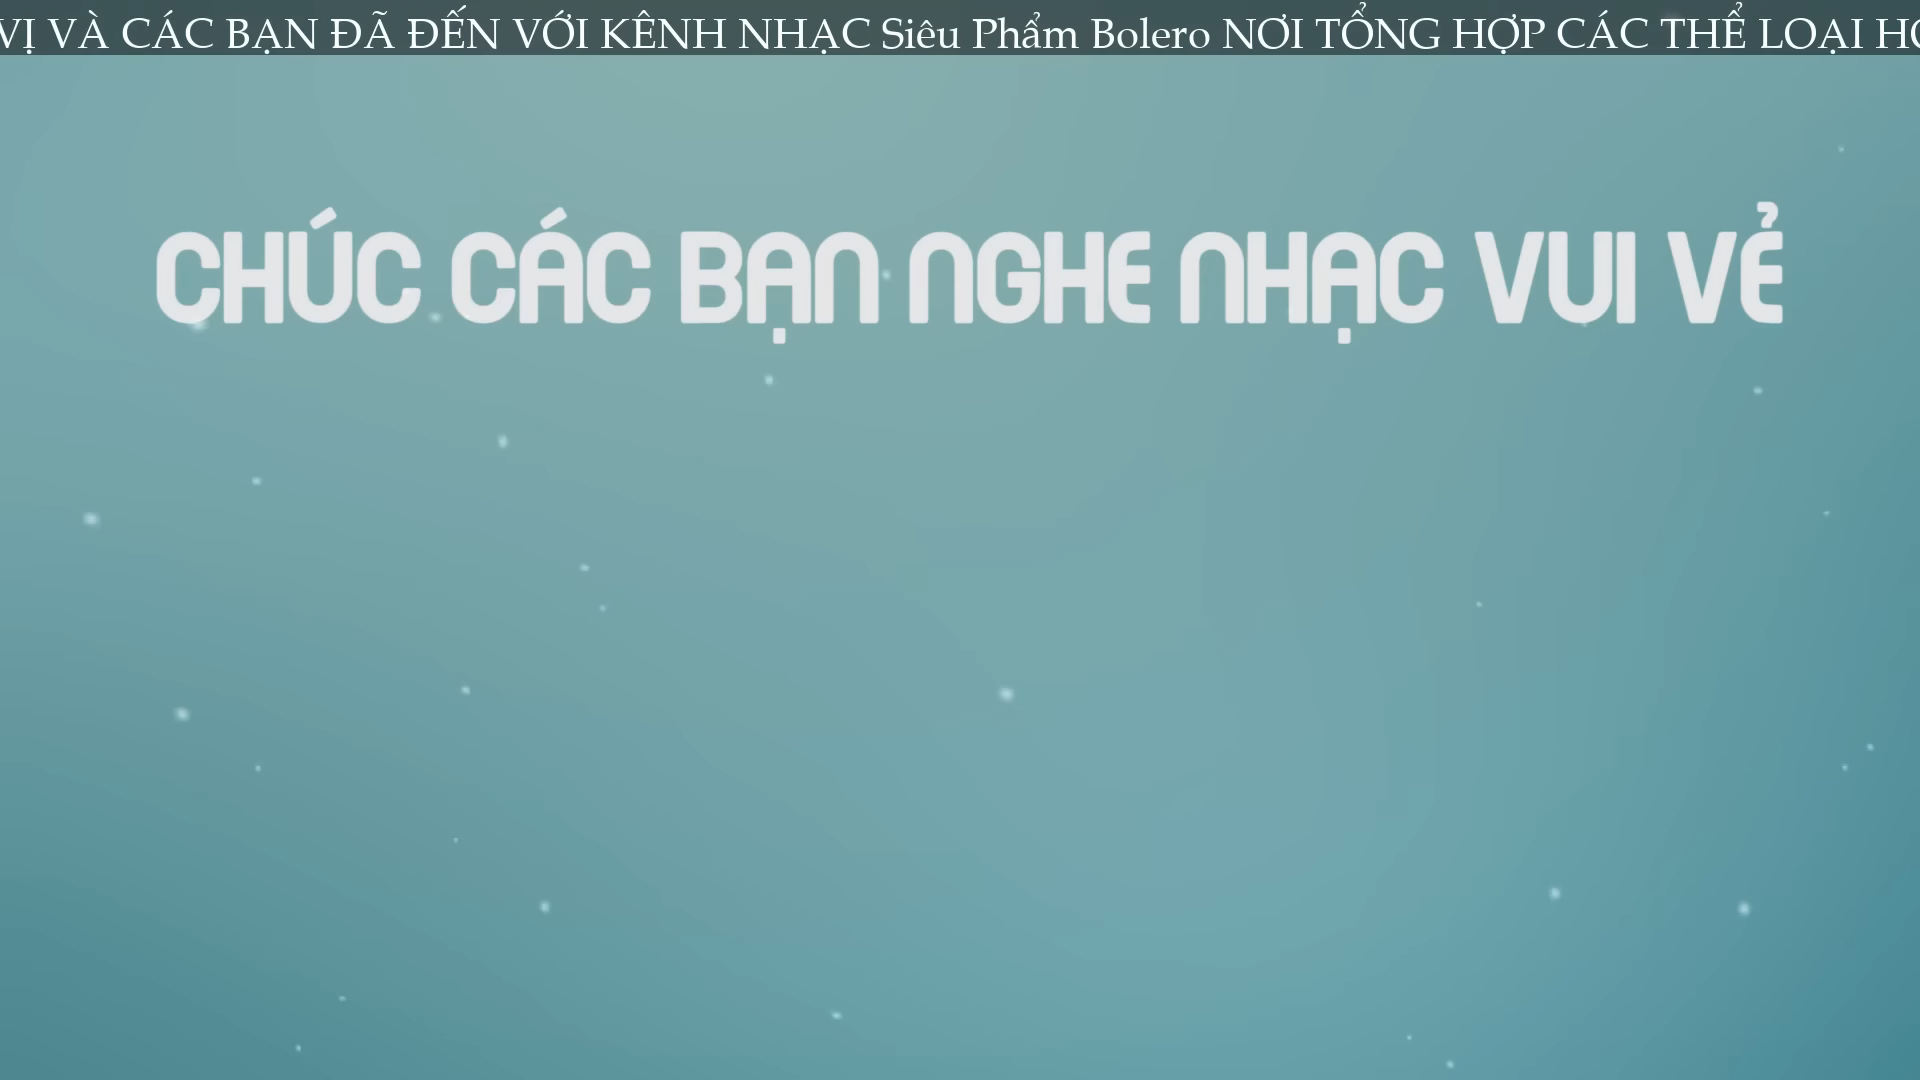 VỊ VÀ CÁC BẠN ĐÃ ĐẾN VỚI KÊNH NHẠC Siêu Phẩm Bolero NƠI TỔNG HỢP CÁC THỂ LOẠI
CHÚC CÁC BẠN NGHE NHẠC VUI VẺ